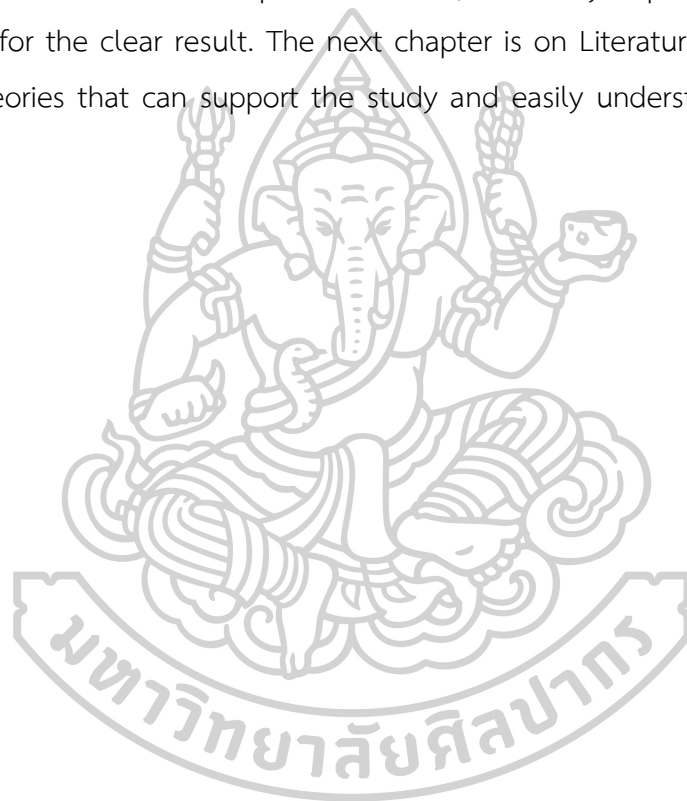 for the clear result. The next chapter is on Literature
eories that can support the study and easily underst
มหาวิทยาลัยศิลปากร